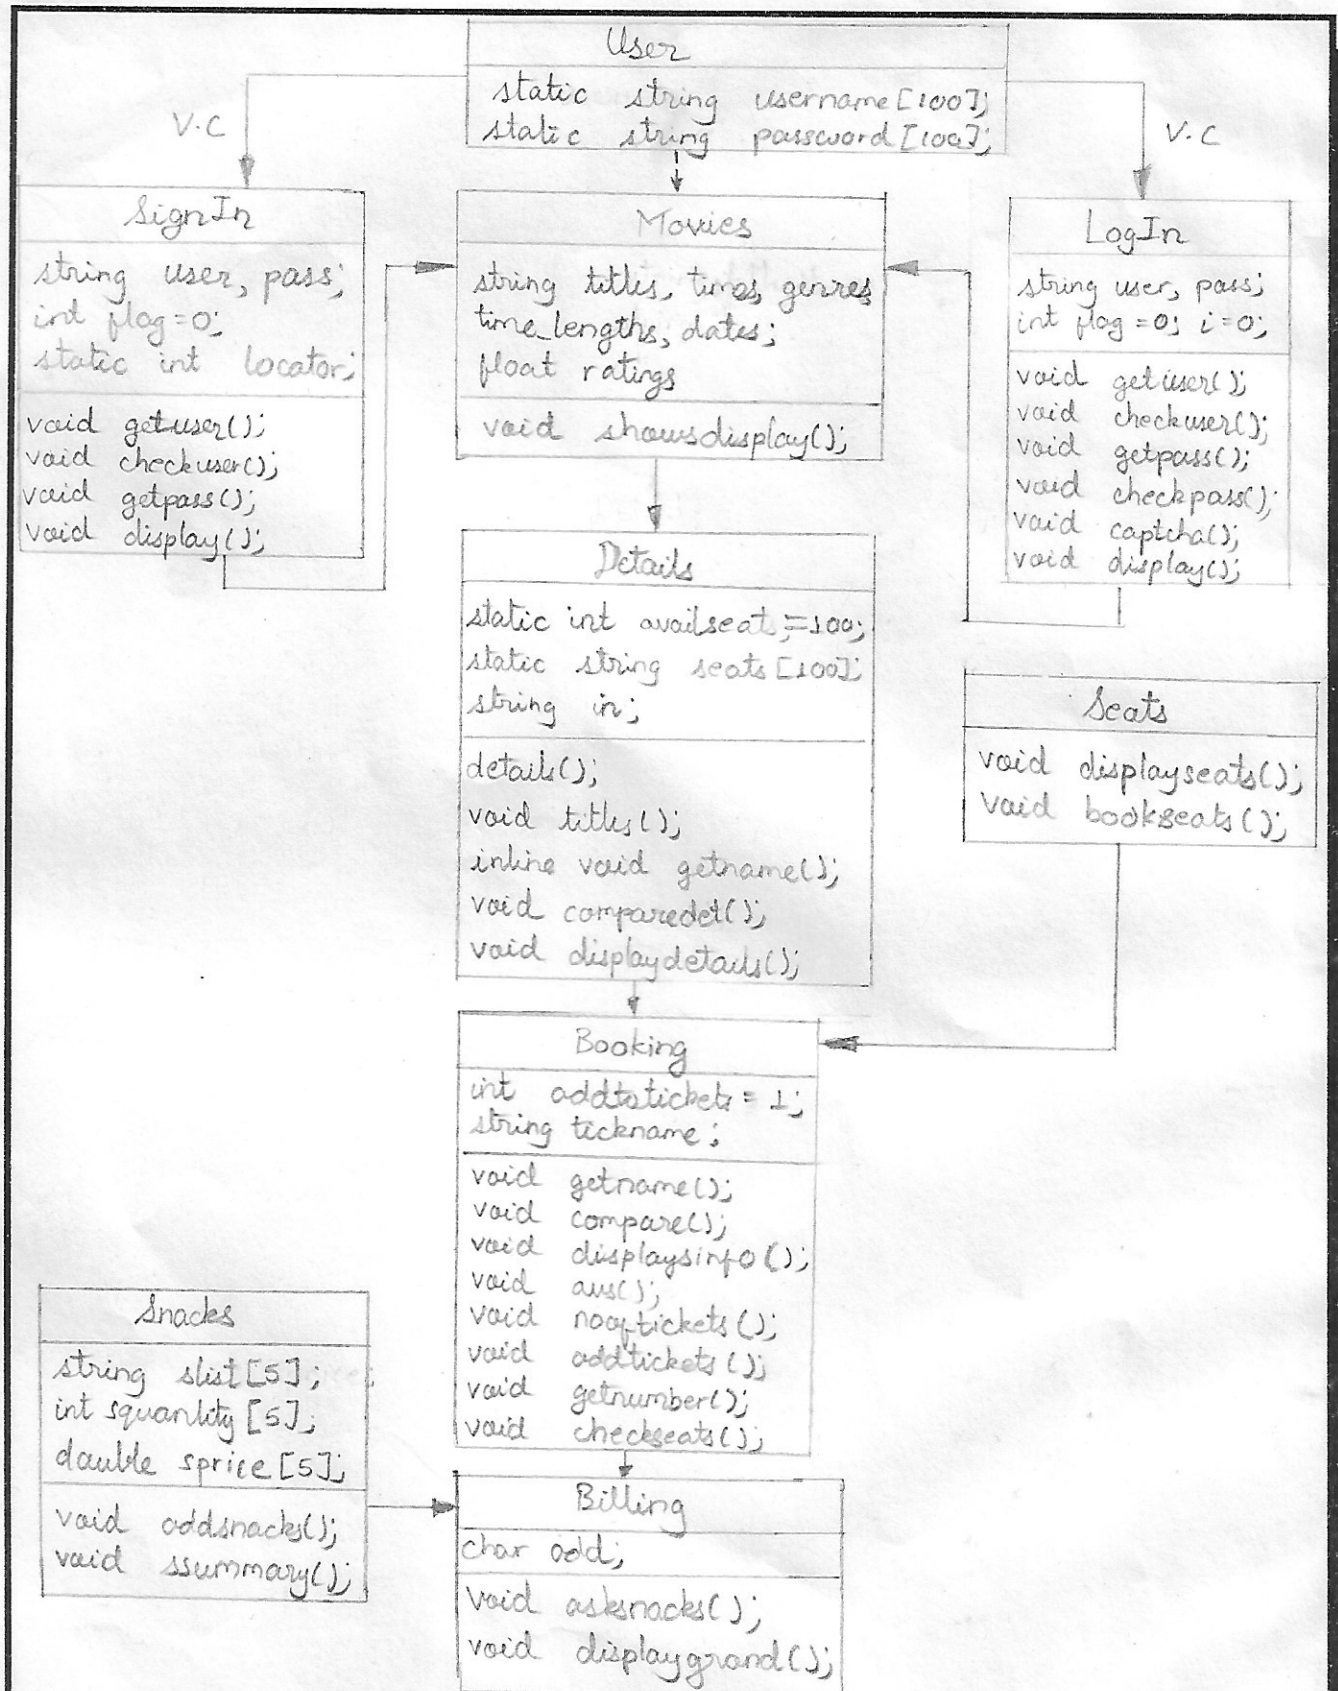 User
static string username[100];
static string password[100];
V.C
V.C
SignIn
string user, pass;
int flag=0;
static int locator;
void getuser();
void checkuser();
void getpass();
void display();
Movies
string titles, times, genres
time_lengths, dates;
float ratings
void showsdisplay();
LogIn
string user, pass;
int flag=0; i=0;
void getuser();
void checkuser();
void getpass();
void checkpass();
void captcha();
void display();
Details
static int availseats;=100;
static string seats[100];
string in;
details();
void titles();
inline void getname();
void comparedet();
void displaydetails();
Seats
void displayseats();
void bookseats();
Booking
int addtotickets = 1;
string tickname;
void getname();
void compare();
void displaysinfo();
void
void nooftickets();
void addtickets();
void getnumber();
void checkseats();
Snacks
string slist[5];
int squantity[5];
double sprice[5];
void addsnacks();
void ssummary();
Billing
char add;
void asksnacks();
void displaygrand();